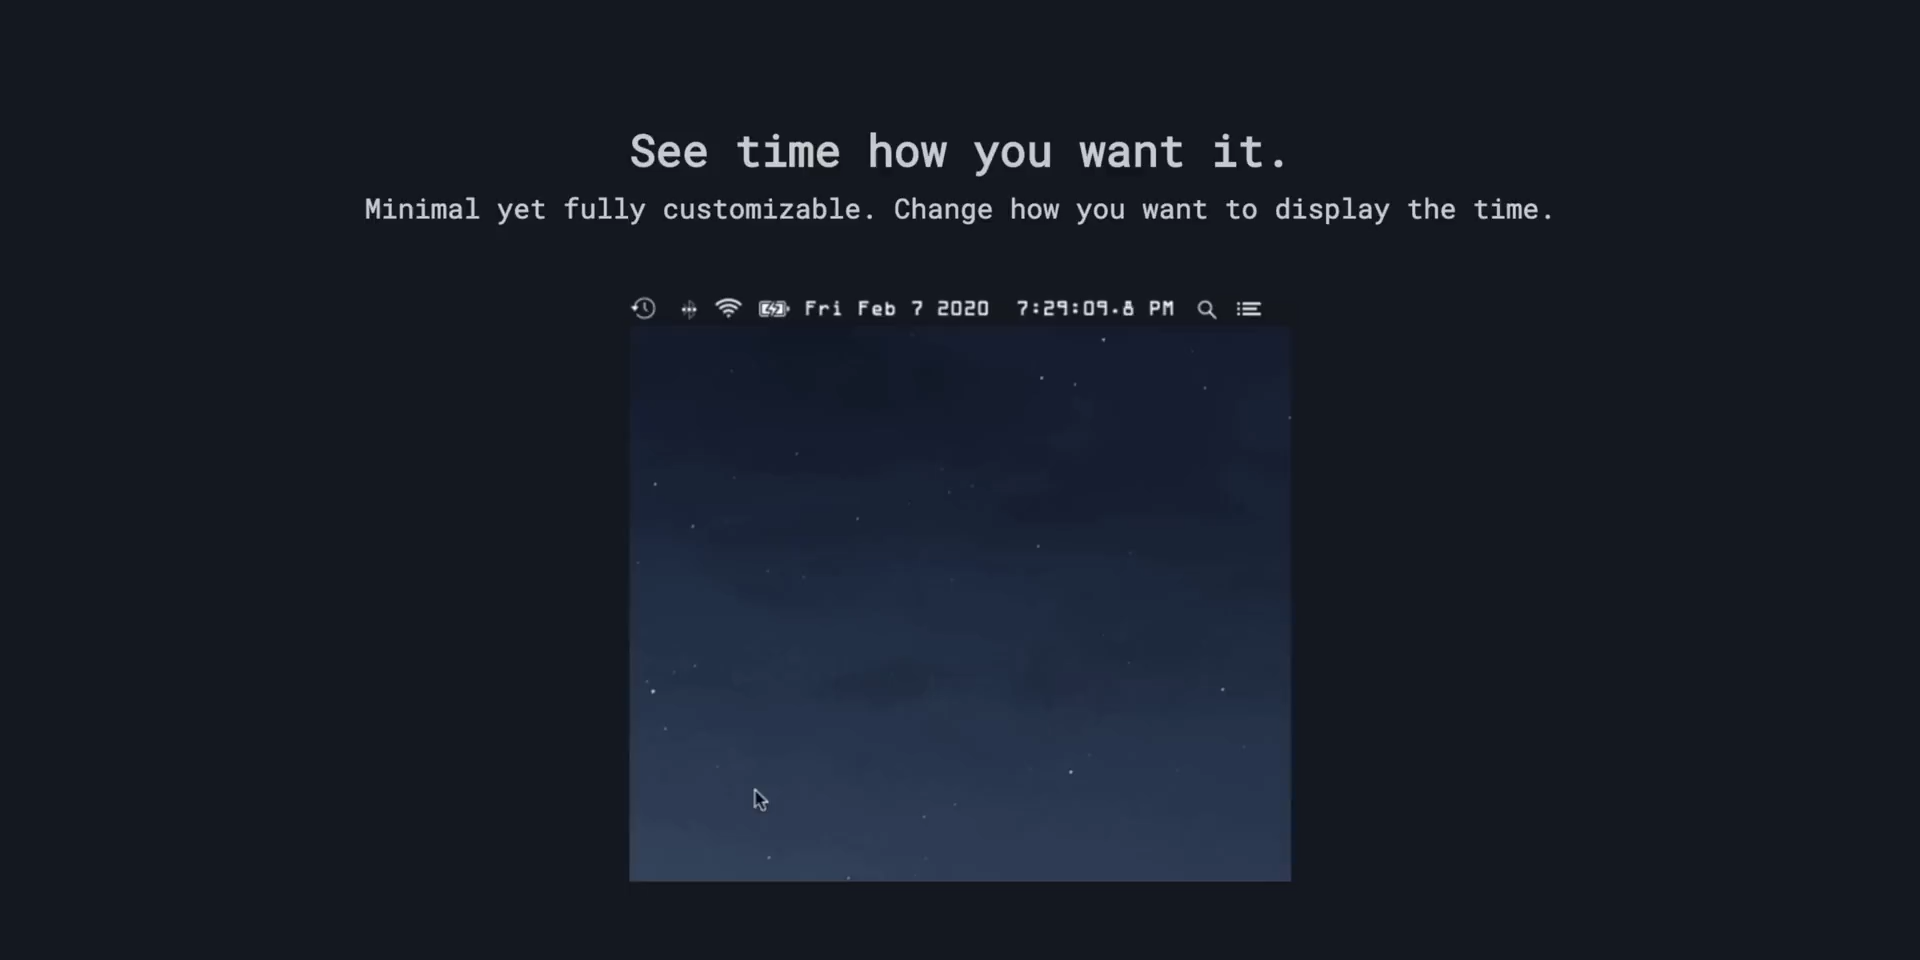 See time how you want it.
Minimal yet fully customizable. Change how you want to display the time.
Fri Feb 7 2020 7:29:09.8 PM